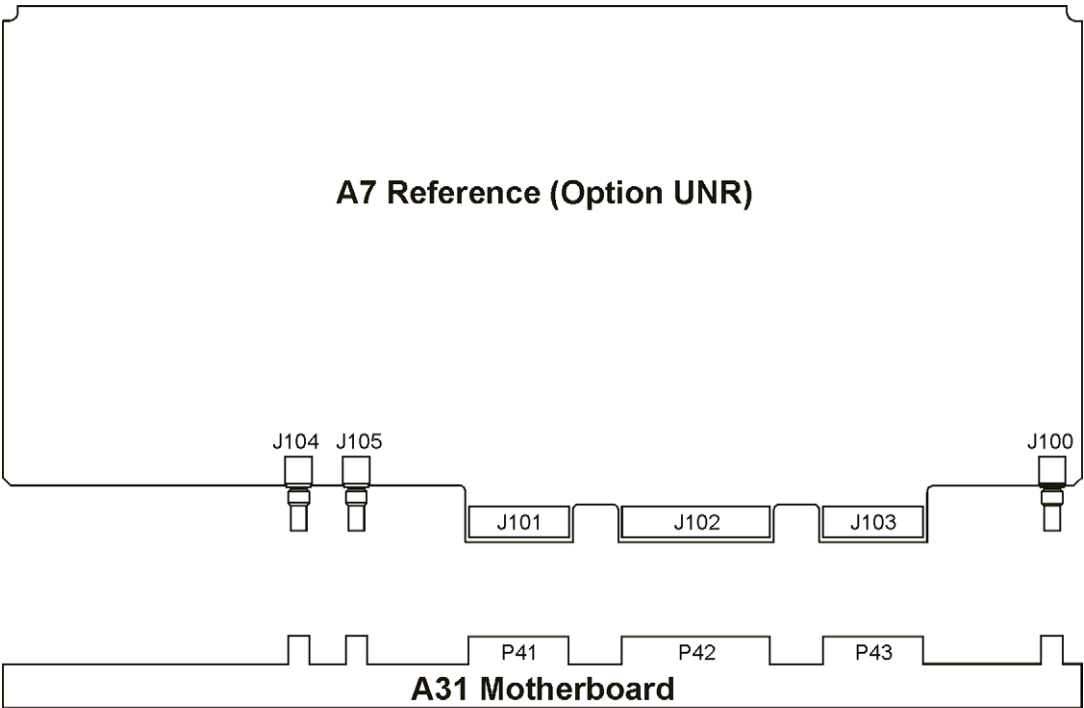 A7 Reference (Option UNR)
J104 J105 J100
J101 J102 J103
P41 P42 P43
A31 Motherboard